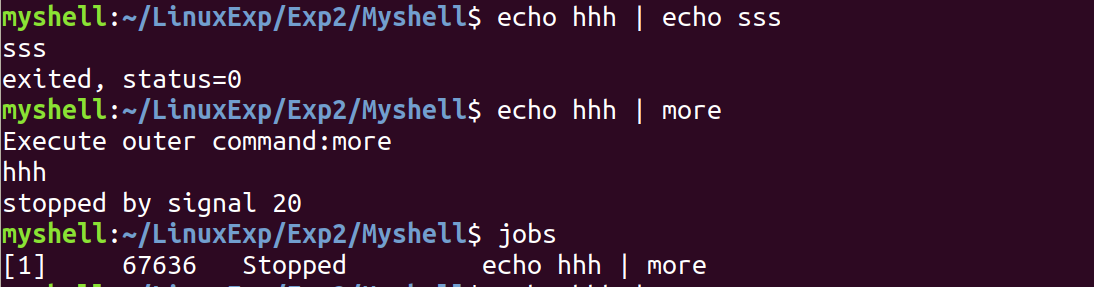 myshell:~/LinuxExp/Exp2/Myshell$ echo hhh | echo sss
sss
exited, status=0
myshell:~/LinuxExp/Exp2/Myshell$ echo hhh | more
Execute outer command:more
hhh
stopped by signal 20
myshell:~/LinuxExp/Exp2/Myshell$ jobs
[1] 67636 Stopped echo hhh | more